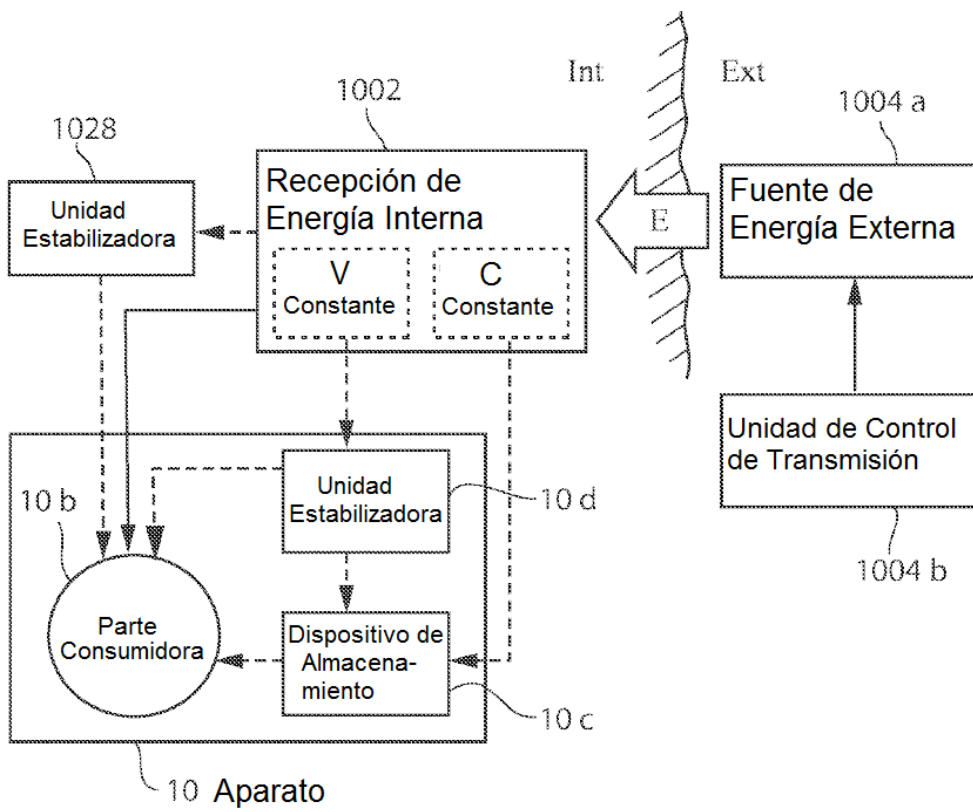 Int
Ext
1002
1004 a
1028
Recepción de
Energía Interna
Unidad
Estabilizadora
E
Fuente de
Energía Externa
V
Constante
C
Constante
Unidad de Control
de Transmisión
10 b
Unidad
Estabilizadora
10 d
1004 b
Parte
Consumidora
Dispositivo de
Almacena-
miento
10 c
10 Aparato